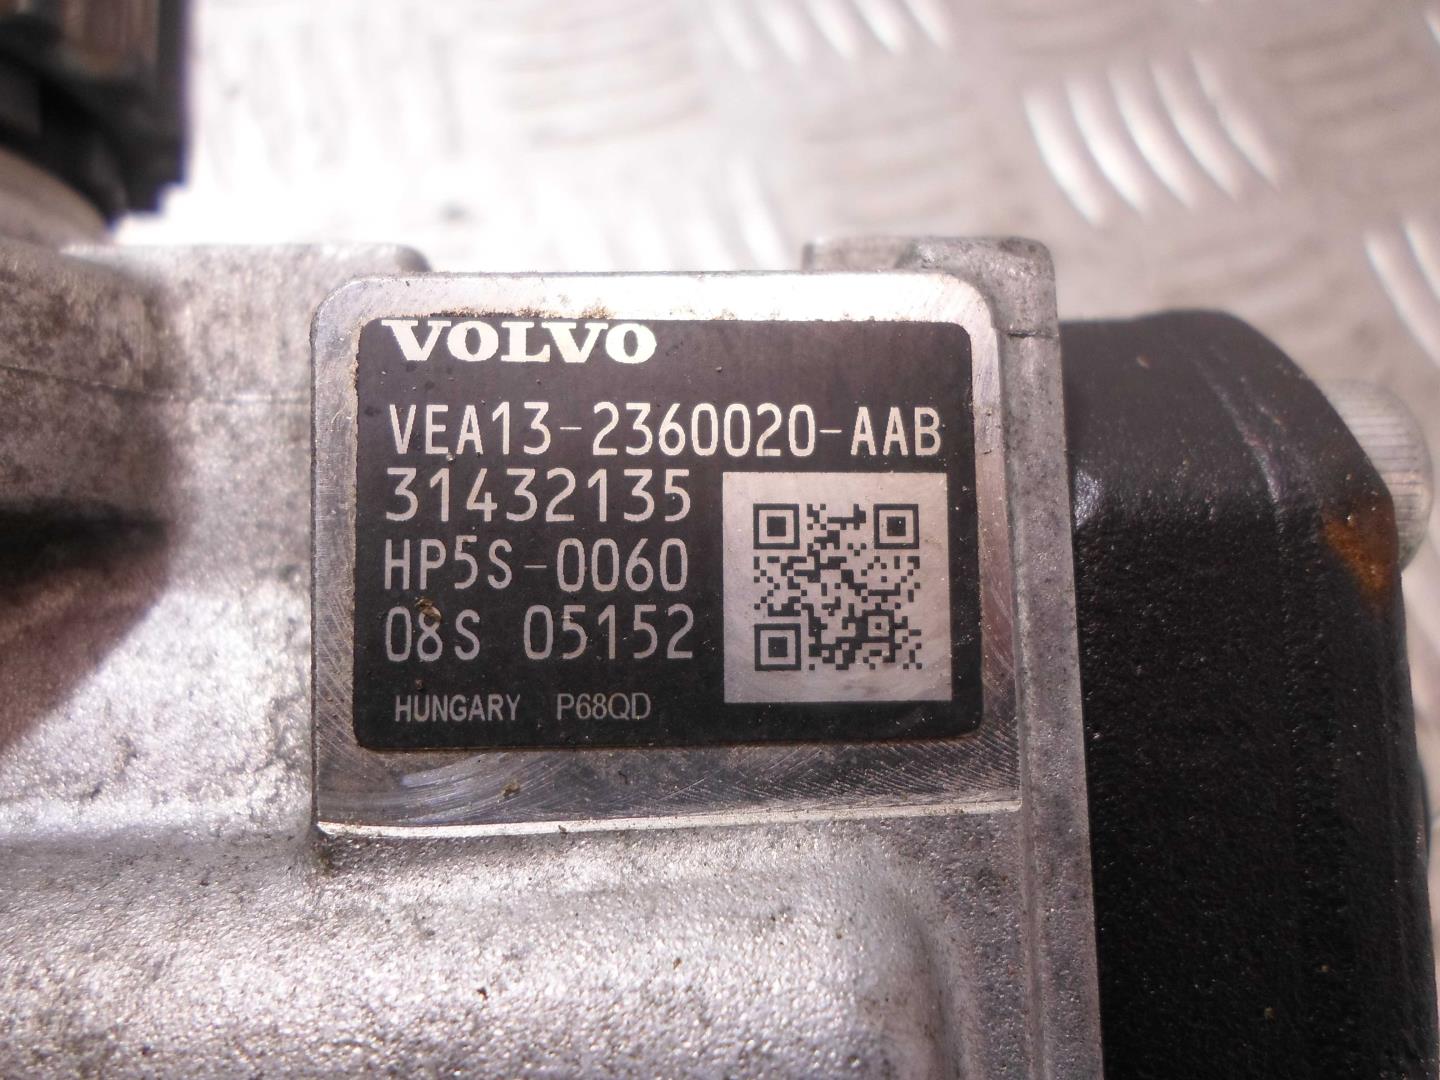 VOLVO
VEA13-2360020-AAB
31432135
HP5S-0060
08S 05152
HUNGARY P68QD